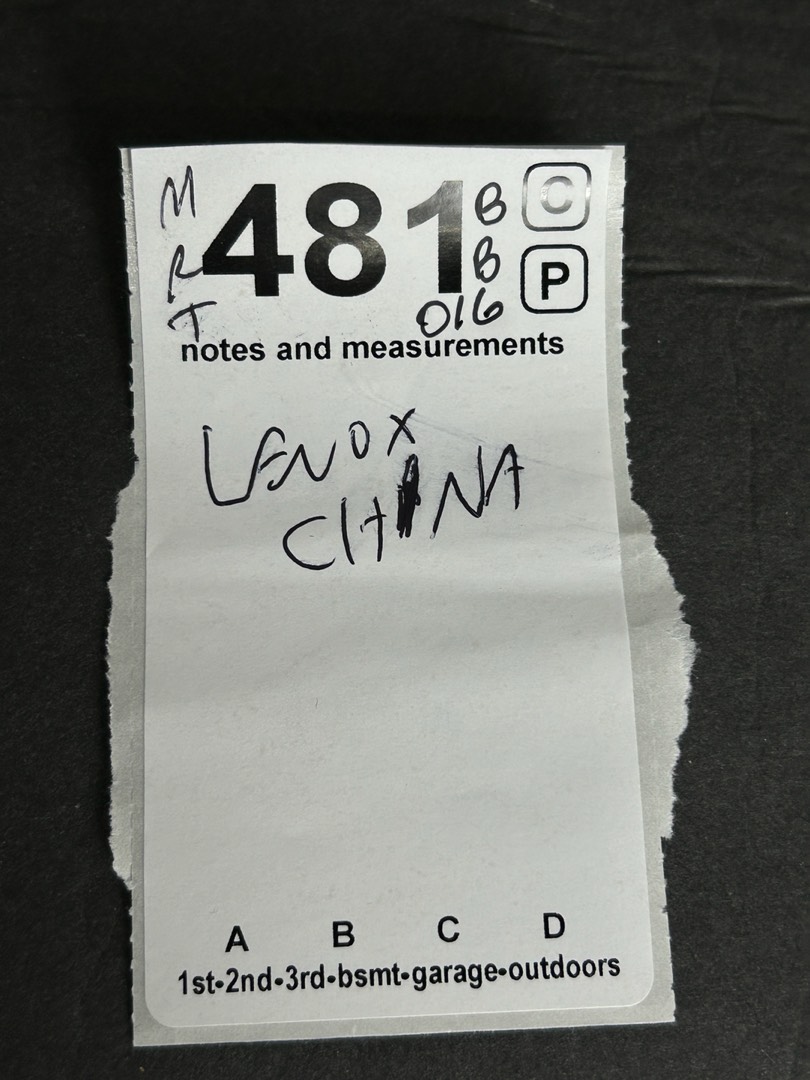 M 481 B C
R B P
T 016
notes and measurements
LENOX
CHINA
A B C D
1st•2nd•3rd•bsmt•garage•outdoors